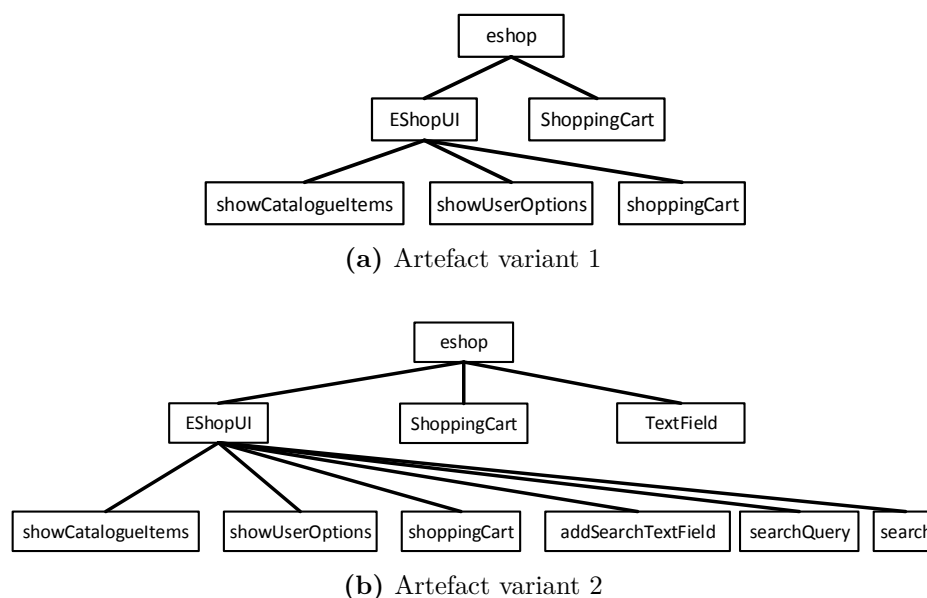 eshop
EShopUI ShoppingCart
showCatalogueItems showUserOptions shoppingCart
(a) Artefact variant 1
eshop
EShopUI ShoppingCart TextField
showCatalogueItems showUserOptions shoppingCart addSearchTextField searchQuery search
(b) Artefact variant 2